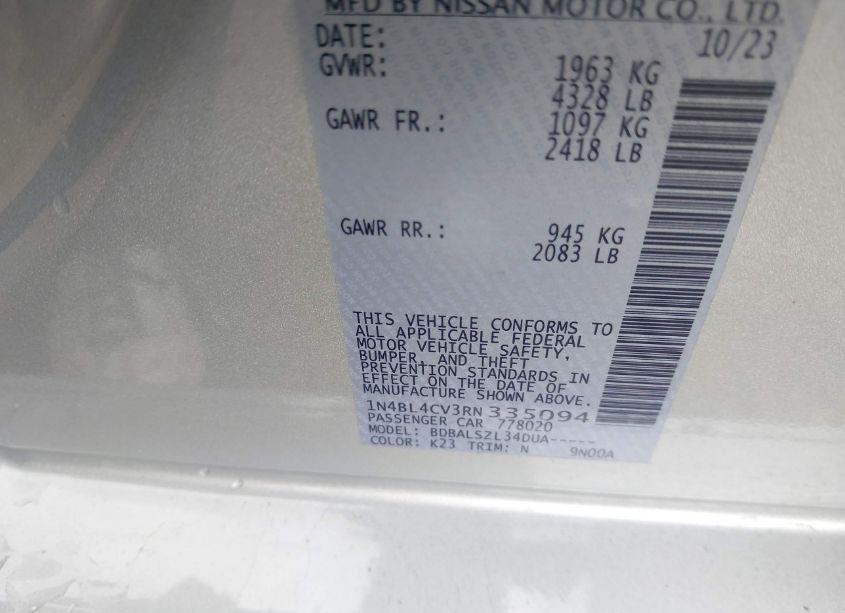 MFD BY NISSAN MOTOR CO., LTD.
DATE: 10/23
GVWR: 1963 KG
4328 LB
GAWR FR.: 1097 KG
2418 LB
GAWR RR.: 945 KG
2083 LB
THIS VEHICLE CONFORMS TO
ALL APPLICABLE FEDERAL
MOTOR VEHICLE SAFETY,
BUMPER, AND THEFT
PREVENTION STANDARDS IN
EFFECT ON THE DATE OF
MANUFACTURE SHOWN ABOVE.
1N4BL4CV3RN335094
PASSENGER CAR 778020
MODEL: BDBALSZL34DUA-----
COLOR: K23 TRIM: N 9N00A